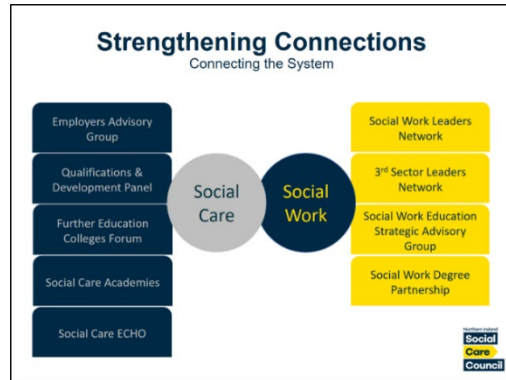 Strengthening Connections
Connecting the System
Employers Advisory
Group
Qualifications &
Development Panel
Further Education
Colleges Forum
Social Care Academies
Social Care ECHO
Social
Care
Social
Work
Social Work Leaders
Network
3rd Sector Leaders
Network
Social Work Education
Strategic Advisory
Group
Social Work Degree
Partnership
Northern Ireland
Social
Care
Council